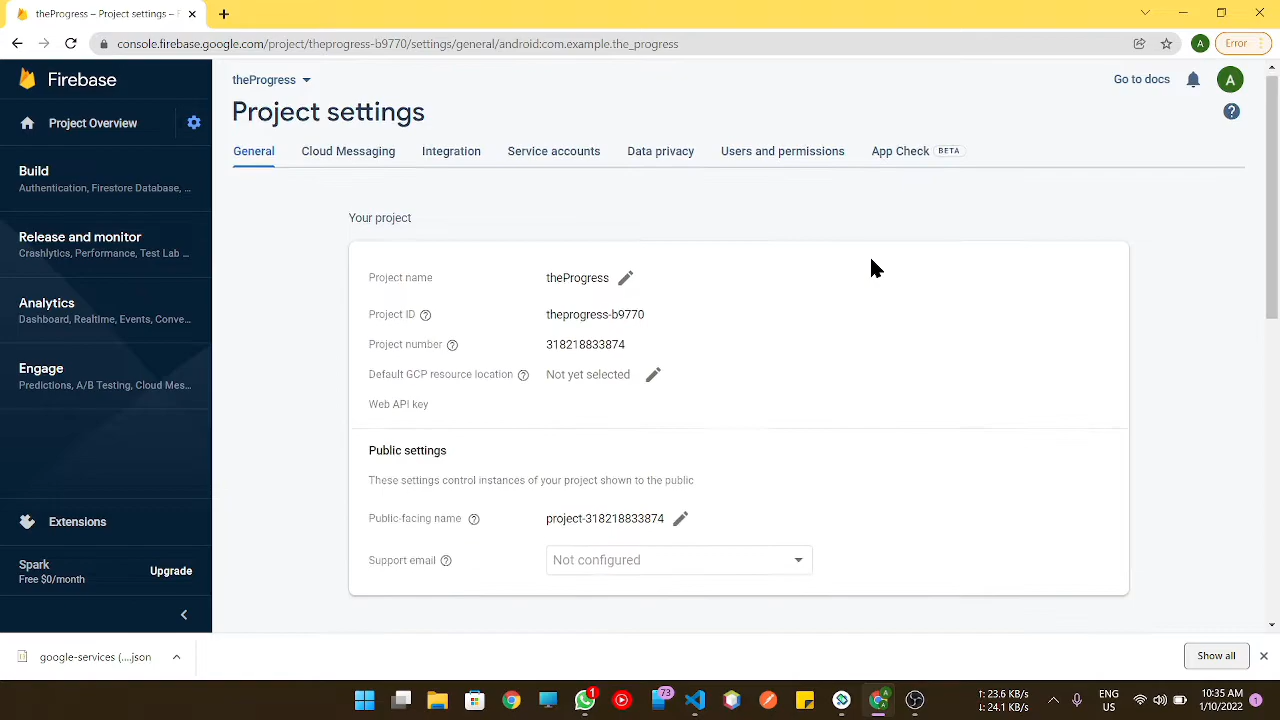 theProgress – Project settings –
console.firebase.google.com/project/theprogress-b9770/settings/general/android:com.example.the_progress
A
Error
Firebase
Project Overview
Build
Authentication, Firestore Database, ...
Release and monitor
Crashlytics, Performance, Test Lab ...
Analytics
Dashboard, Realtime, Events, Conve...
Engage
Predictions, A/B Testing, Cloud Mes...
Extensions
Spark
Free $0/month
Upgrade
theProgress
Go to docs
A
Project settings
General
Cloud Messaging
Integration
Service accounts
Data privacy
Users and permissions
App Check BETA
Your project
Project name
theProgress
Project ID
theprogress-b9770
Project number
318218833874
Default GCP resource location
Not yet selected
Web API key
Public settings
These settings control instances of your project shown to the public
Public-facing name
project-318218833874
Support email
Not configured
google-services (....json
Show all
1
73
A
↑: 23.6 KB/s
↓: 24.1 KB/s
ENG
US
10:35 AM
1/10/2022
1